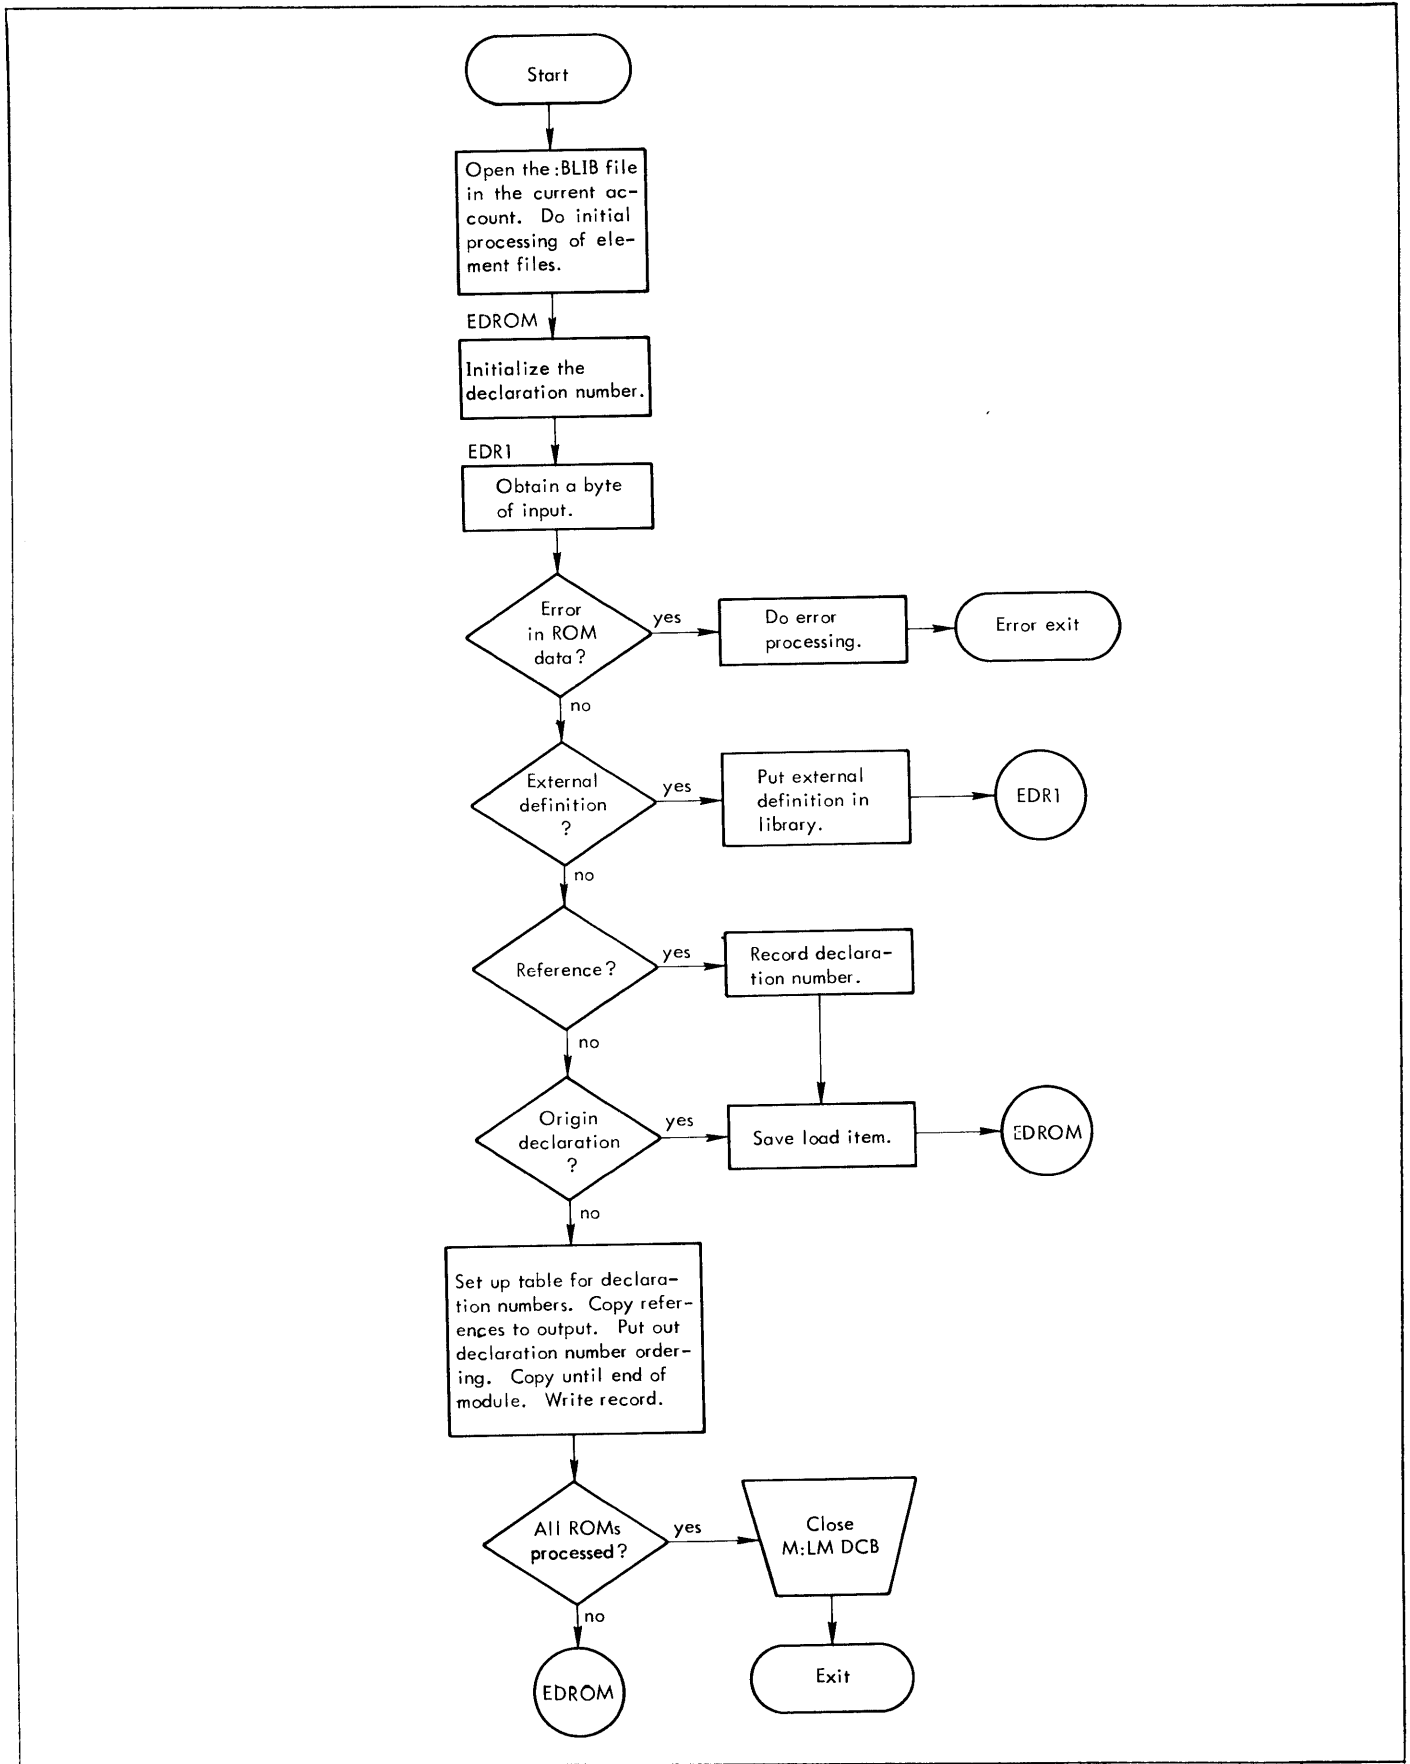 Start
Open the :BLIB file
in the current ac-
count. Do initial
processing of ele-
ment files.
EDROM
Initialize the
declaration number.
EDR1
Obtain a byte
of input.
Error
in ROM
data?
yes
Do error
processing.
Error exit
no
External
definition
?
yes
Put external
definition in
library.
EDR1
no
Reference?
yes
Record declara-
tion number.
no
Origin
declaration
?
yes
Save load item.
EDROM
no
Set up table for declara-
tion numbers. Copy refer-
ences to output. Put out
declaration number order-
ing. Copy until end of
module. Write record.
All ROMs
processed?
yes
Close
M:LM DCB
no
EDROM
Exit